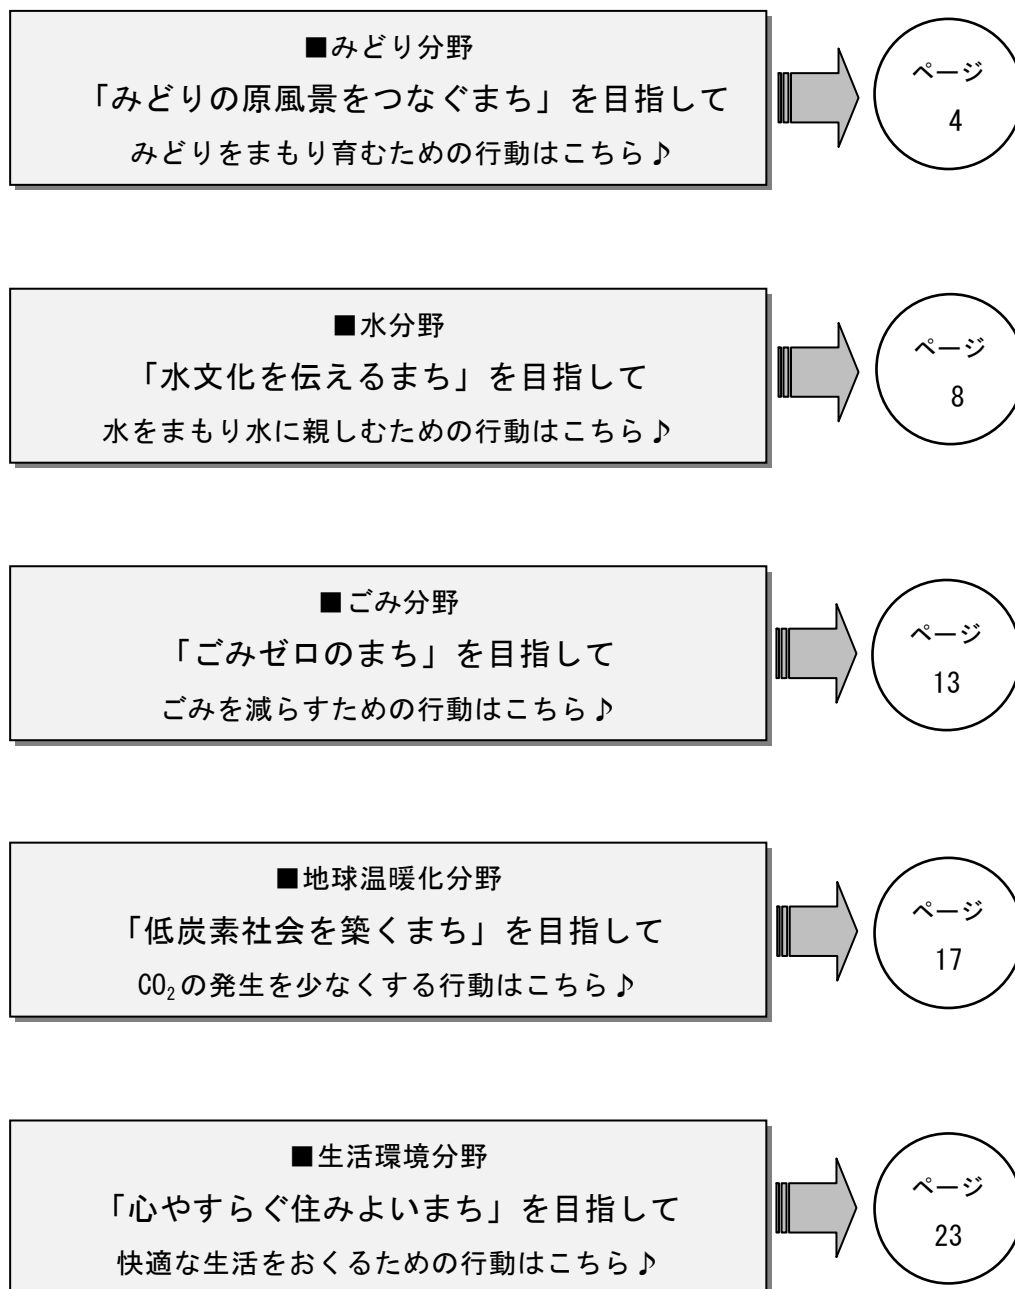 ■みどり分野
「みどりの原風景をつなぐまち」を目指して
みどりをまもり育むための行動はこちら♪
ページ
4
■水分野
「水文化を伝えるまち」を目指して
水をまもり水に親しむための行動はこちら♪
ページ
8
■ごみ分野
「ごみゼロのまち」を目指して
ごみを減らすための行動はこちら♪
ページ
13
■地球温暖化分野
「低炭素社会を築くまち」を目指して
CO₂の発生を少なくする行動はこちら♪
ページ
17
■生活環境分野
「心やすらぐ住みよいまち」を目指して
快適な生活をおくるための行動はこちら♪
ページ
23